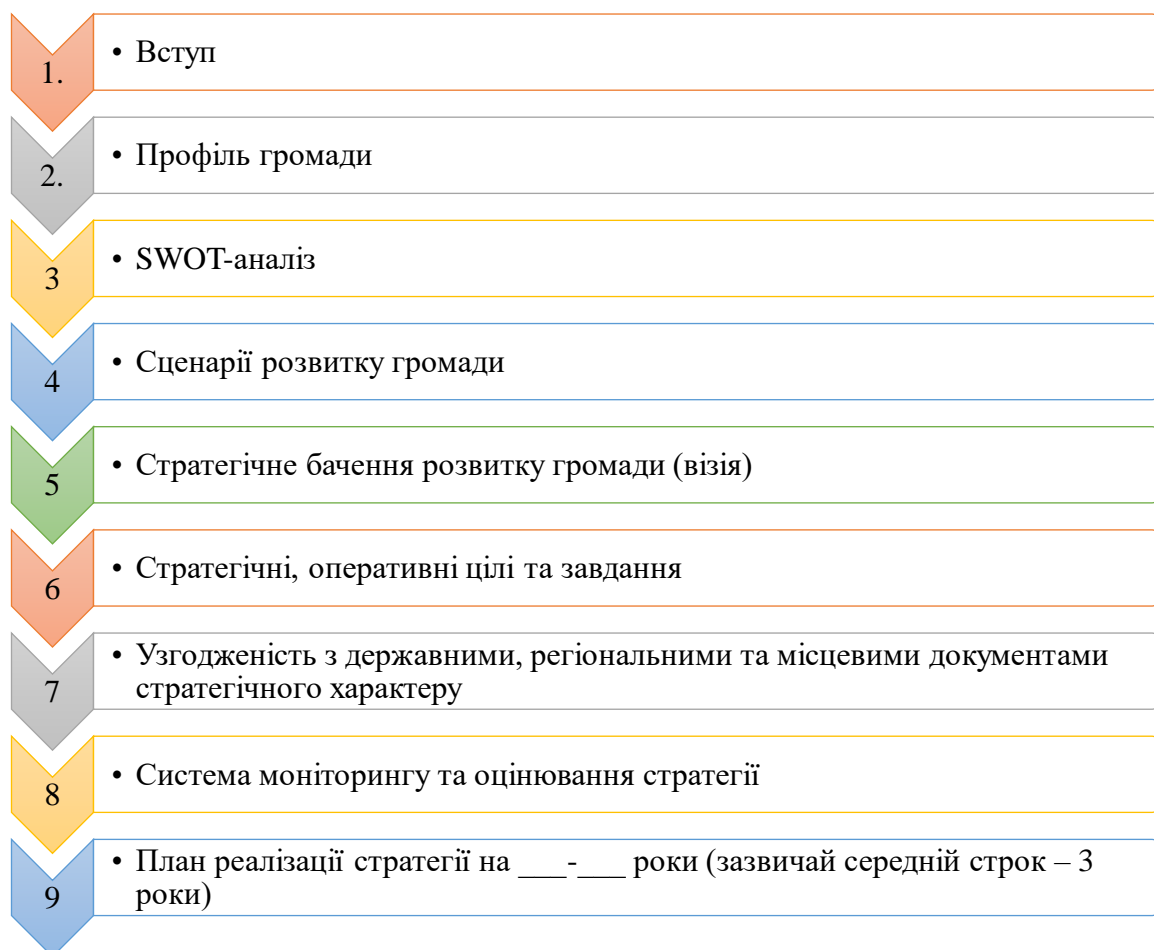 1.
• Вступ
2.
• Профіль громади
3
• SWOT-аналіз
4
• Сценарії розвитку громади
5
• Стратегічне бачення розвитку громади (візія)
6
• Стратегічні, оперативні цілі та завдання
7
• Узгодженість з державними, регіональними та місцевими документами
стратегічного характеру
8
• Система моніторингу та оцінювання стратегії
9
• План реалізації стратегії на ___-___ роки (зазвичай середній строк – 3
роки)